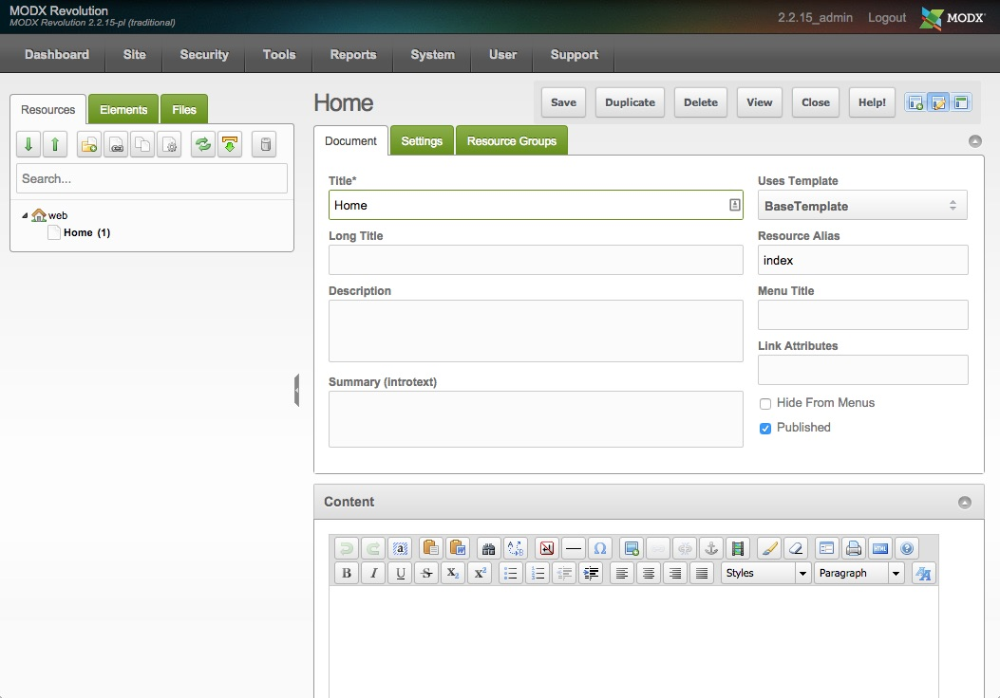 MODX Revolution
MODX Revolution 2.2.15-pl (traditional)
2.2.15_admin Logout MODX
Dashboard Site Security Tools Reports System User Support
Resources Elements Files
Search...
web
Home (1)
Home
Save Duplicate Delete View Close Help!
Document Settings Resource Groups
Title*
Home
Long Title
Description
Summary (introtext)
Uses Template
BaseTemplate
Resource Alias
index
Menu Title
Link Attributes
Hide From Menus
Published
Content
HTML
B I U S X2 X2 Styles Paragraph